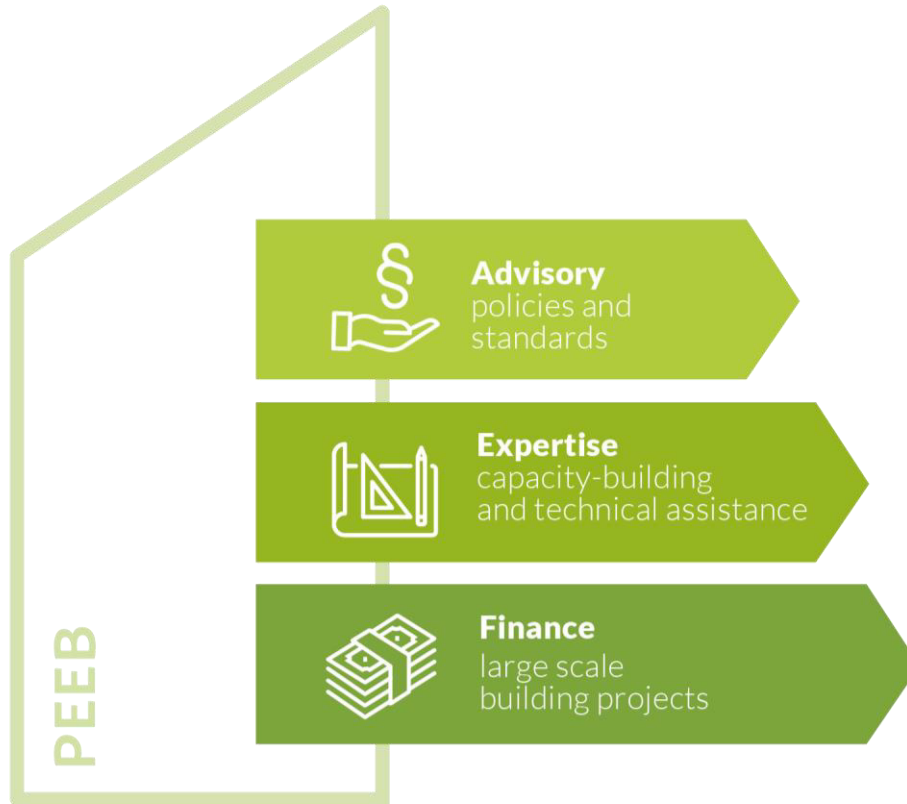 Advisory
policies and
standards
Expertise
capacity-building
and technical assistance
Finance
large scale
building projects
PEEB